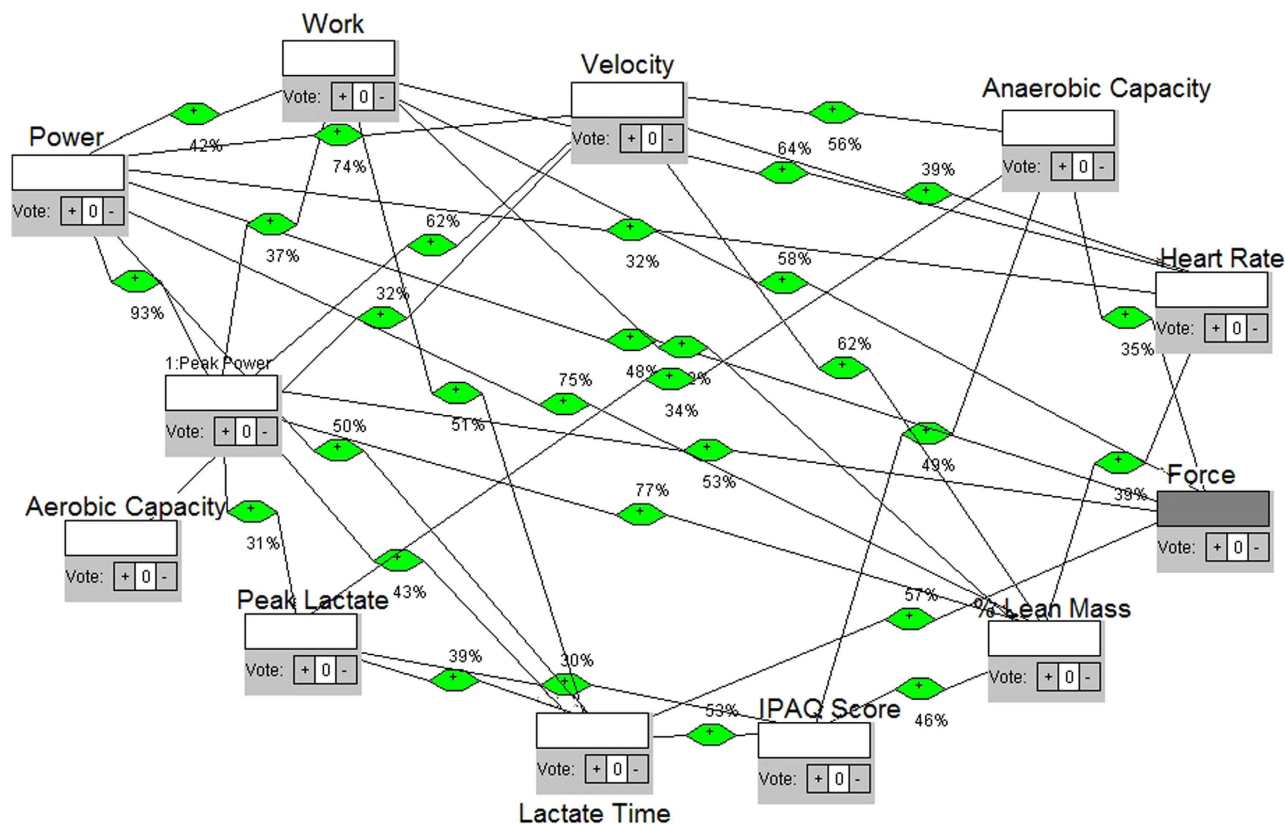 Work
Vote: + 0 -
Velocity
Vote: + 0 -
Anaerobic Capacity
Vote: + 0 -
Power
Vote: + 0 -
+
42%
+
74%
+
56%
+
64%
+
39%
+
37%
+
62%
+
32%
+
58%
Heart Rate
Vote: + 0 -
+
93%
+
32%
+
48%
+
+
34%
+
62%
+
35%
1:Peak Power
Vote: + 0 -
+
51%
+
75%
+
50%
+
53%
+
49%
+
39%
Force
Vote: + 0 -
Aerobic Capacity
Vote: + 0 -
+
31%
+
77%
+
43%
Peak Lactate
Vote: + 0 -
+
57%
% Lean Mass
Vote: + 0 -
+
39%
+
30%
+
53%
+
46%
Lactate Time
Vote: + 0 -
IPAQ Score
Vote: + 0 -